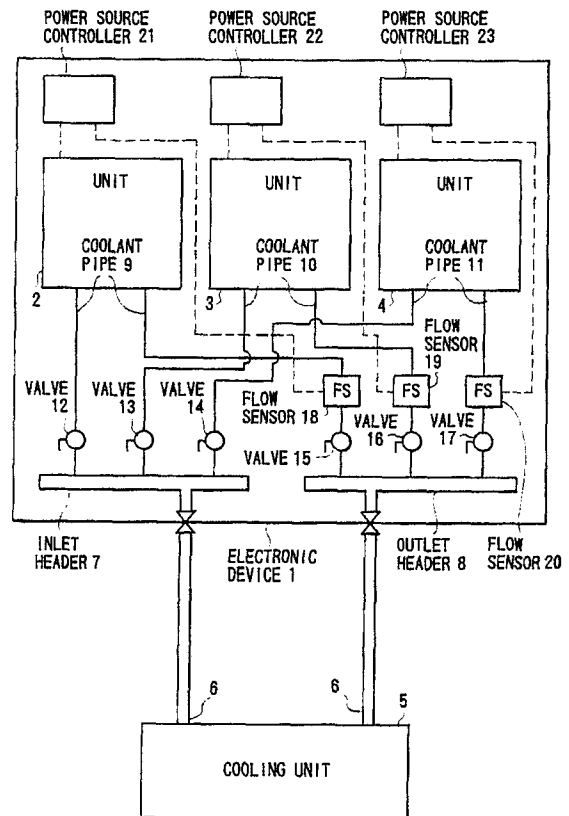 POWER SOURCE
CONTROLLER 21
POWER SOURCE
CONTROLLER 22
POWER SOURCE
CONTROLLER 23
UNIT
UNIT
UNIT
COOLANT
PIPE 9
COOLANT
PIPE 10
COOLANT
PIPE 11
2
3
4
FLOW
SENSOR
19
VALVE
12
VALVE
13
VALVE
14
FLOW
SENSOR 18
FS
FS
FS
VALVE 15
VALVE
16
VALVE
17
INLET
HEADER 7
ELECTRONIC
DEVICE 1
OUTLET
HEADER 8
FLOW
SENSOR 20
6
6
5
COOLING UNIT